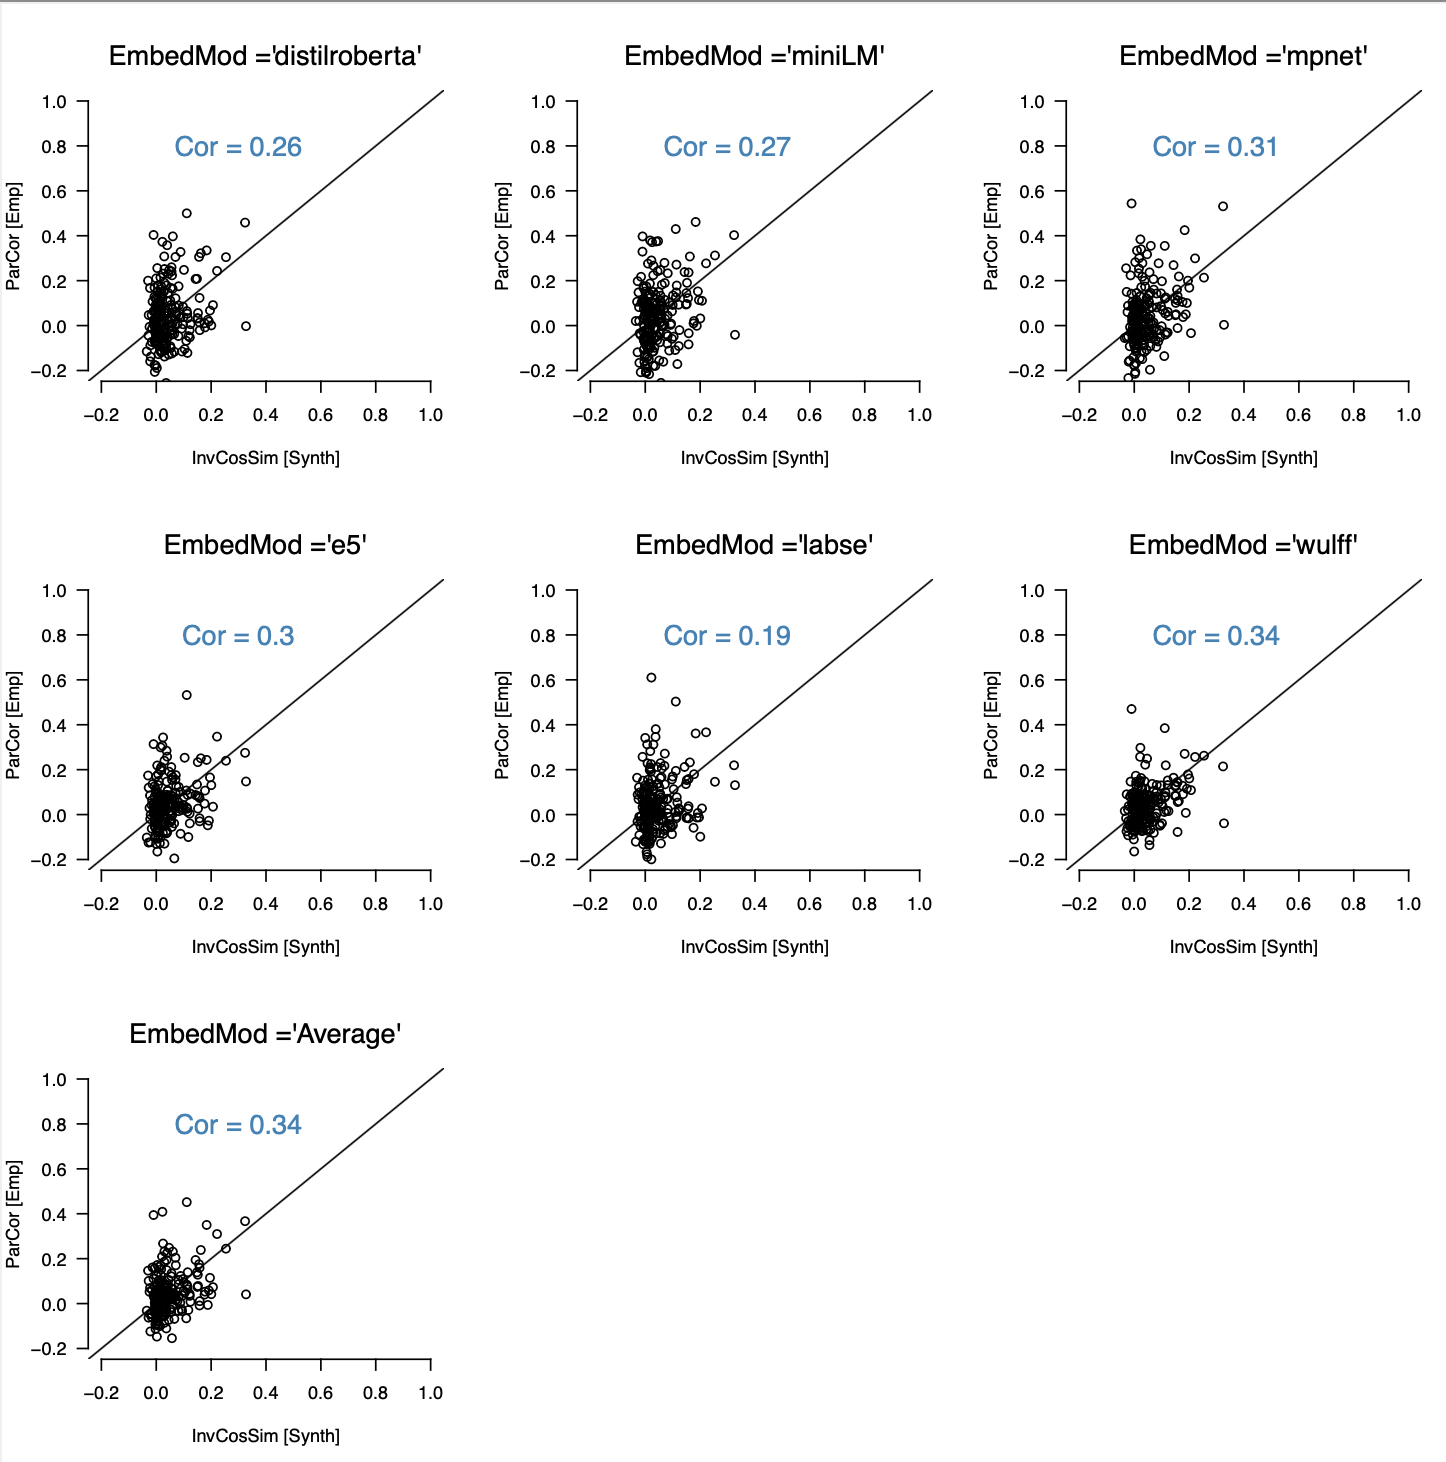 EmbedMod ='distilroberta'
Cor = 0.26
ParCor [Emp]
1.0
0.8
0.6
0.4
0.2
0.0
−0.2
−0.2 0.0 0.2 0.4 0.6 0.8 1.0
InvCosSim [Synth]
EmbedMod ='miniLM'
Cor = 0.27
ParCor [Emp]
1.0
0.8
0.6
0.4
0.2
0.0
−0.2
−0.2 0.0 0.2 0.4 0.6 0.8 1.0
InvCosSim [Synth]
EmbedMod ='mpnet'
Cor = 0.31
ParCor [Emp]
1.0
0.8
0.6
0.4
0.2
0.0
−0.2
−0.2 0.0 0.2 0.4 0.6 0.8 1.0
InvCosSim [Synth]
EmbedMod ='e5'
Cor = 0.3
ParCor [Emp]
1.0
0.8
0.6
0.4
0.2
0.0
−0.2
−0.2 0.0 0.2 0.4 0.6 0.8 1.0
InvCosSim [Synth]
EmbedMod ='labse'
Cor = 0.19
ParCor [Emp]
1.0
0.8
0.6
0.4
0.2
0.0
−0.2
−0.2 0.0 0.2 0.4 0.6 0.8 1.0
InvCosSim [Synth]
EmbedMod ='wulff'
Cor = 0.34
ParCor [Emp]
1.0
0.8
0.6
0.4
0.2
0.0
−0.2
−0.2 0.0 0.2 0.4 0.6 0.8 1.0
InvCosSim [Synth]
EmbedMod ='Average'
Cor = 0.34
ParCor [Emp]
1.0
0.8
0.6
0.4
0.2
0.0
−0.2
−0.2 0.0 0.2 0.4 0.6 0.8 1.0
InvCosSim [Synth]